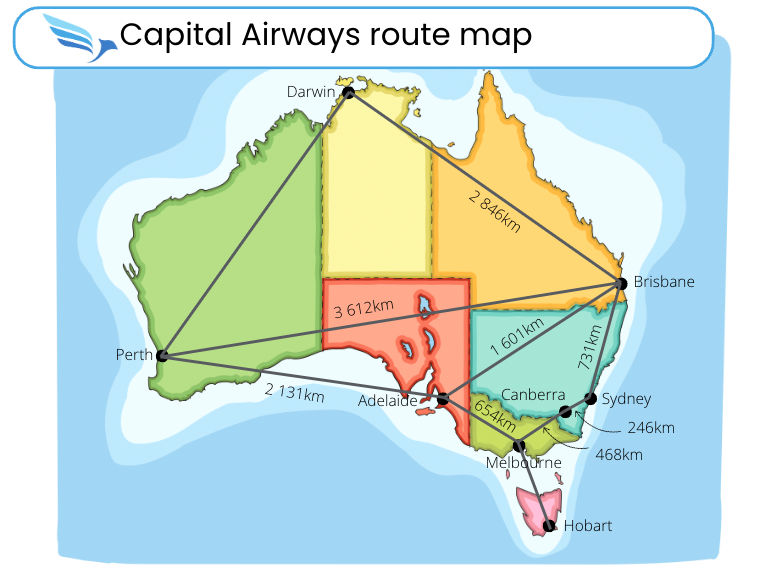 Capital Airways route map
Darwin
2 846km
Brisbane
3 612km
1 601km
731km
Perth
2 131km
Adelaide
Canberra
Sydney
654km
246km
468km
Melbourne
Hobart